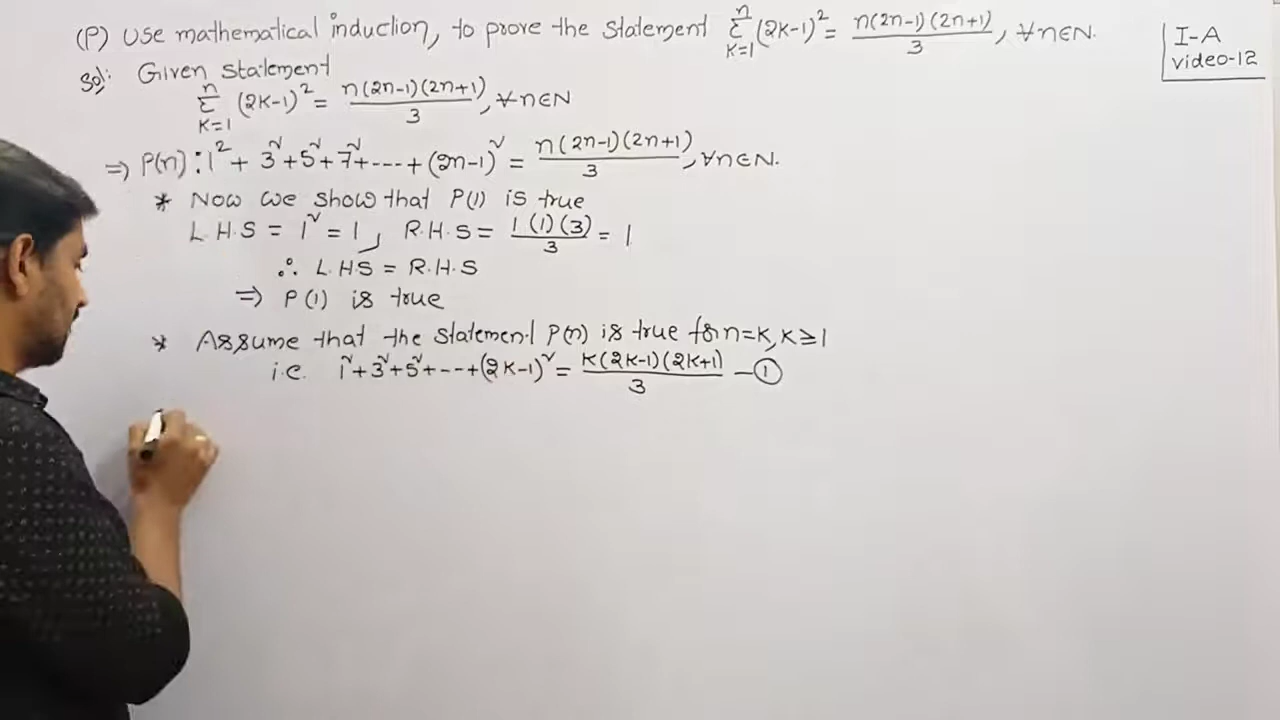 (P) Use mathematical induction, to prove the statement n Σ K=1 (2K-1)² = n(2n-1)(2n+1)/3, ∀n∈N.
I-A
video-12
Sol: Given statement
n Σ K=1 (2K-1)² = n(2n-1)(2n+1)/3, ∀n∈N
⇒ P(n): 1² + 3² + 5² + 7² + ---- + (2n-1)² = n(2n-1)(2n+1)/3, ∀n∈N.
* Now we show that P(1) is true
L.H.S = 1² = 1, R.H.S = 1(1)(3)/3 = 1
∴ L.H.S = R.H.S
⇒ P(1) is true
* Assume that the statement P(n) is true for n=K, K≥1
i.e. 1²+3²+5²+---+(2K-1)² = K(2K-1)(2K+1)/3 —①